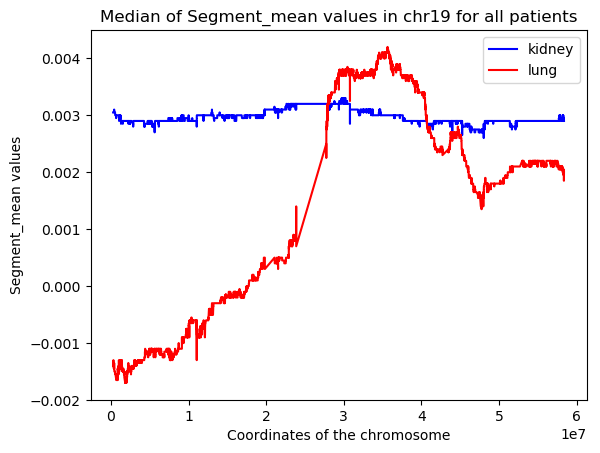 Median of Segment_mean values in chr19 for all patients
kidney
lung
Segment_mean values
0.004
0.003
0.002
0.001
0.000
−0.001
−0.002
0 1 2 3 4 5 6
1e7
Coordinates of the chromosome